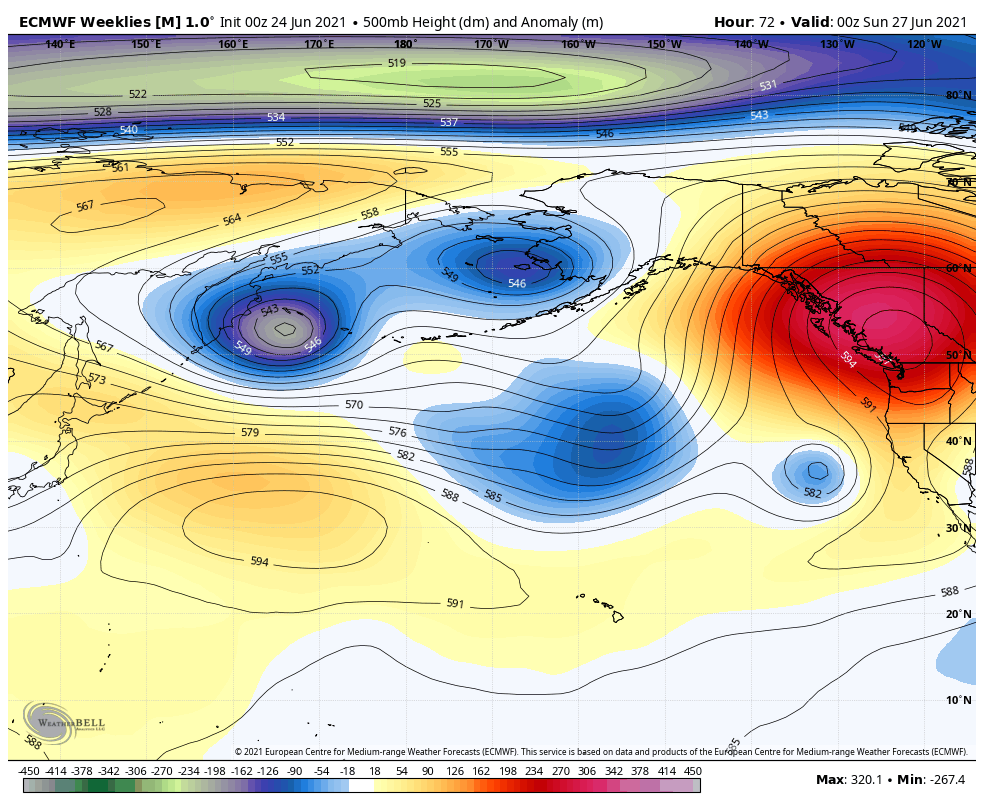 ECMWF Weeklies [M] 1.0° Init 00z 24 Jun 2021 • 500mb Height (dm) and Anomaly (m)
Hour: 72 • Valid: 00z Sun 27 Jun 2021
140°E 150°E 160°E 170°E 180° 170°W 160°W 150°W 140°W 130°W 120°W
519
531
80°N
522
525
528
534
537
543
540
546
549
552
555
561
70°N
567
564
558
555
552
60°N
549
546
543
567
549
546
50°N
594
573
570
591
579
576
40°N
582
588
585
588
582
30°N
594
588
591
20°N
10°N
WEATHERBELL
588
585
© 2021 European Centre for Medium-range Weather Forecasts (ECMWF). This service is based on data and products of the European Centre for Medium-range Weather Forecasts (ECMWF).
-450 -414 -378 -342 -306 -270 -234 -198 -162 -126 -90 -54 -18 18 54 90 126 162 198 234 270 306 342 378 414 450
Max: 320.1 • Min: -267.4